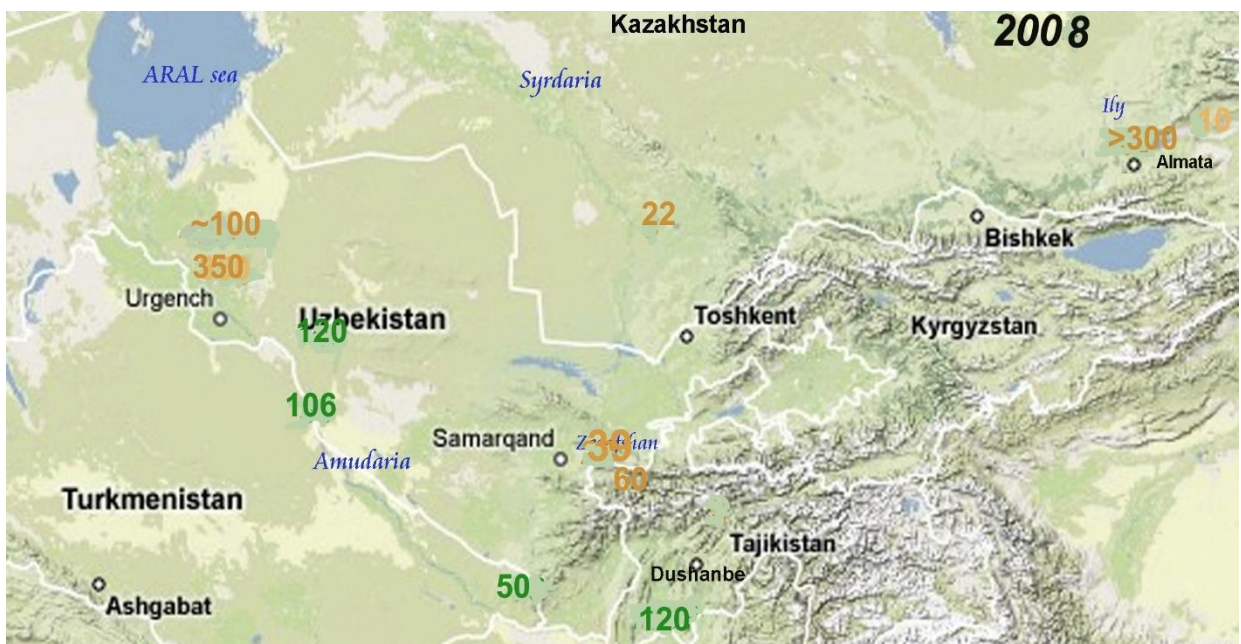 Kazakhstan
2008
ARAL sea
Syrdaria
Ily
10
>300
Almata
~100
22
350
Bishkek
Urgench
Uzbekistan
120
Toshkent
Kyrgyzstan
106
Samarqand
30
60
Amudaria
Turkmenistan
Tajikistan
Dushanbe
50
Ashgabat
120